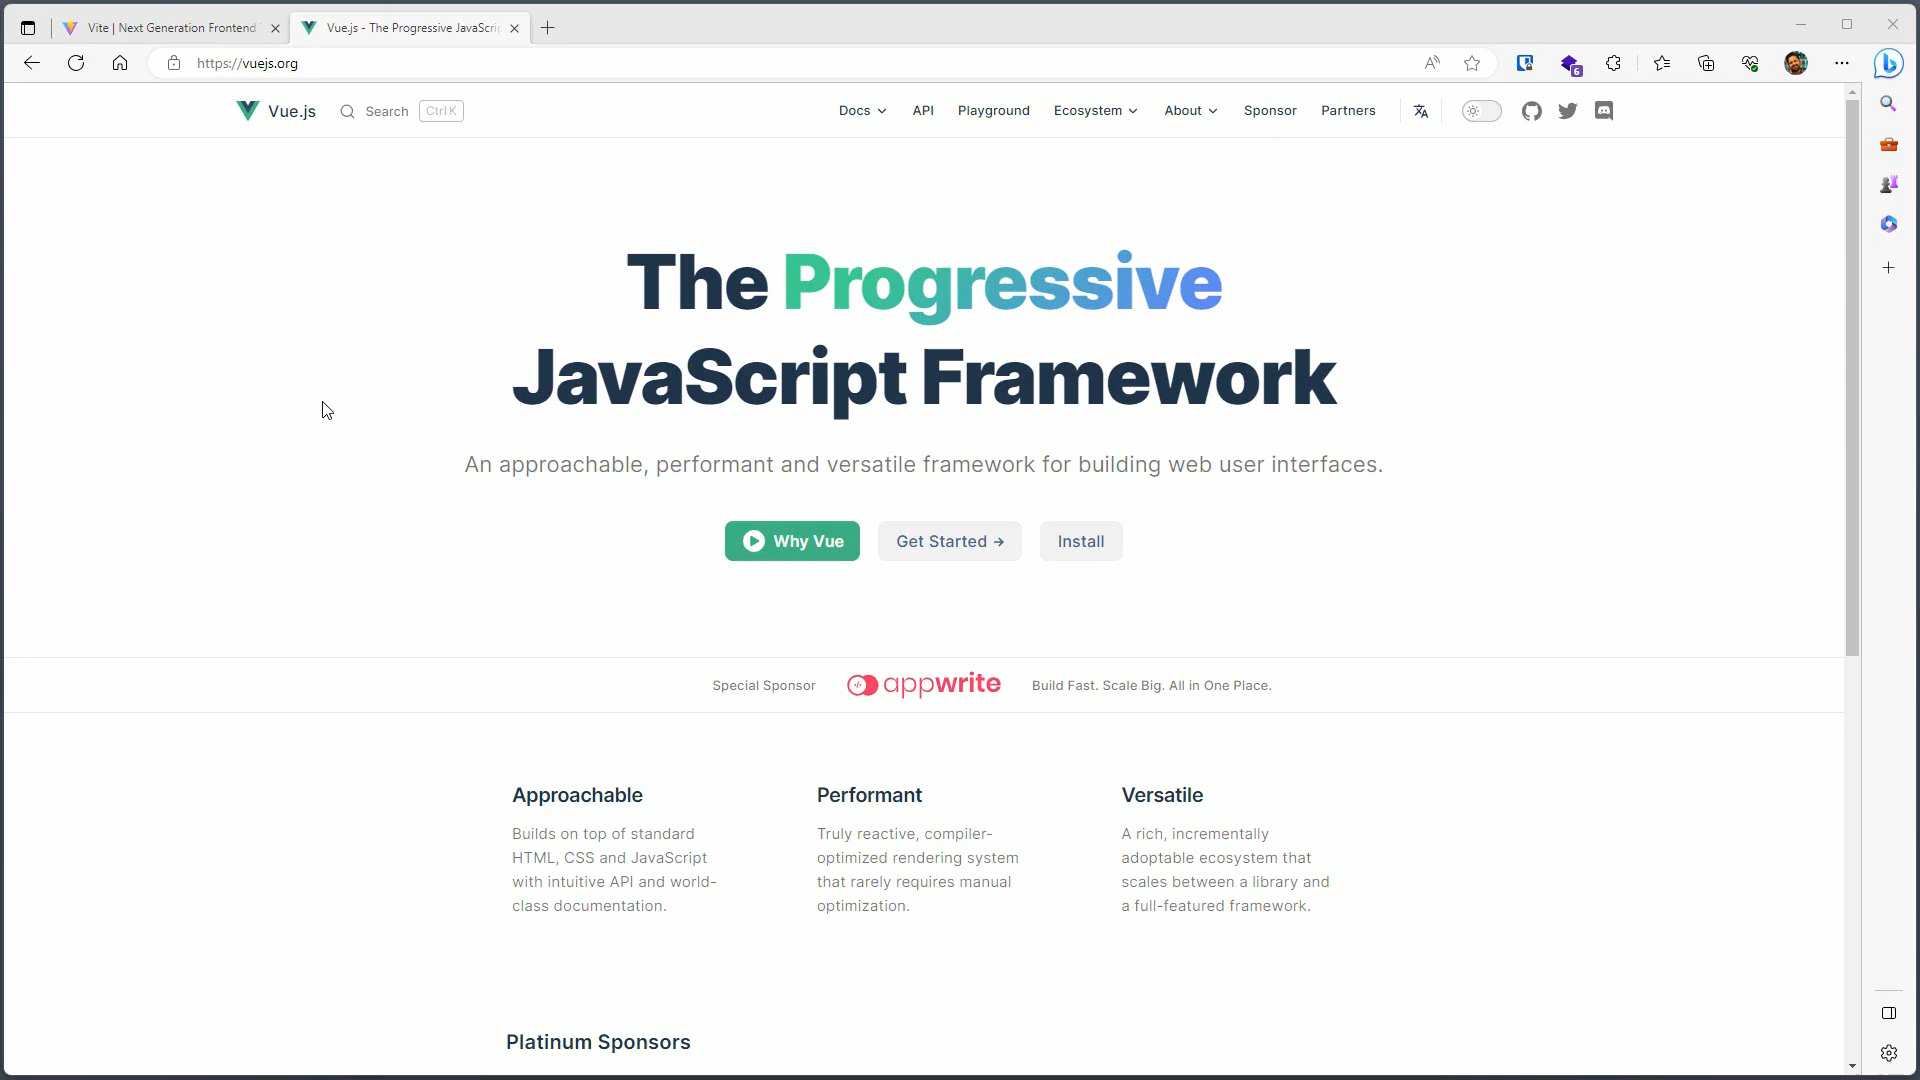 Vite | Next Generation Frontend
Vue.js - The Progressive JavaScrip
https://vuejs.org
6
Vue.js
Search
Ctrl K
Docs
API
Playground
Ecosystem
About
Sponsor
Partners
The Progressive
JavaScript Framework
An approachable, performant and versatile framework for building web user interfaces.
Why Vue
Get Started →
Install
Special Sponsor
appwrite
Build Fast. Scale Big. All in One Place.
Approachable
Builds on top of standard
HTML, CSS and JavaScript
with intuitive API and world-
class documentation.
Performant
Truly reactive, compiler-
optimized rendering system
that rarely requires manual
optimization.
Versatile
A rich, incrementally
adoptable ecosystem that
scales between a library and
a full-featured framework.
Platinum Sponsors